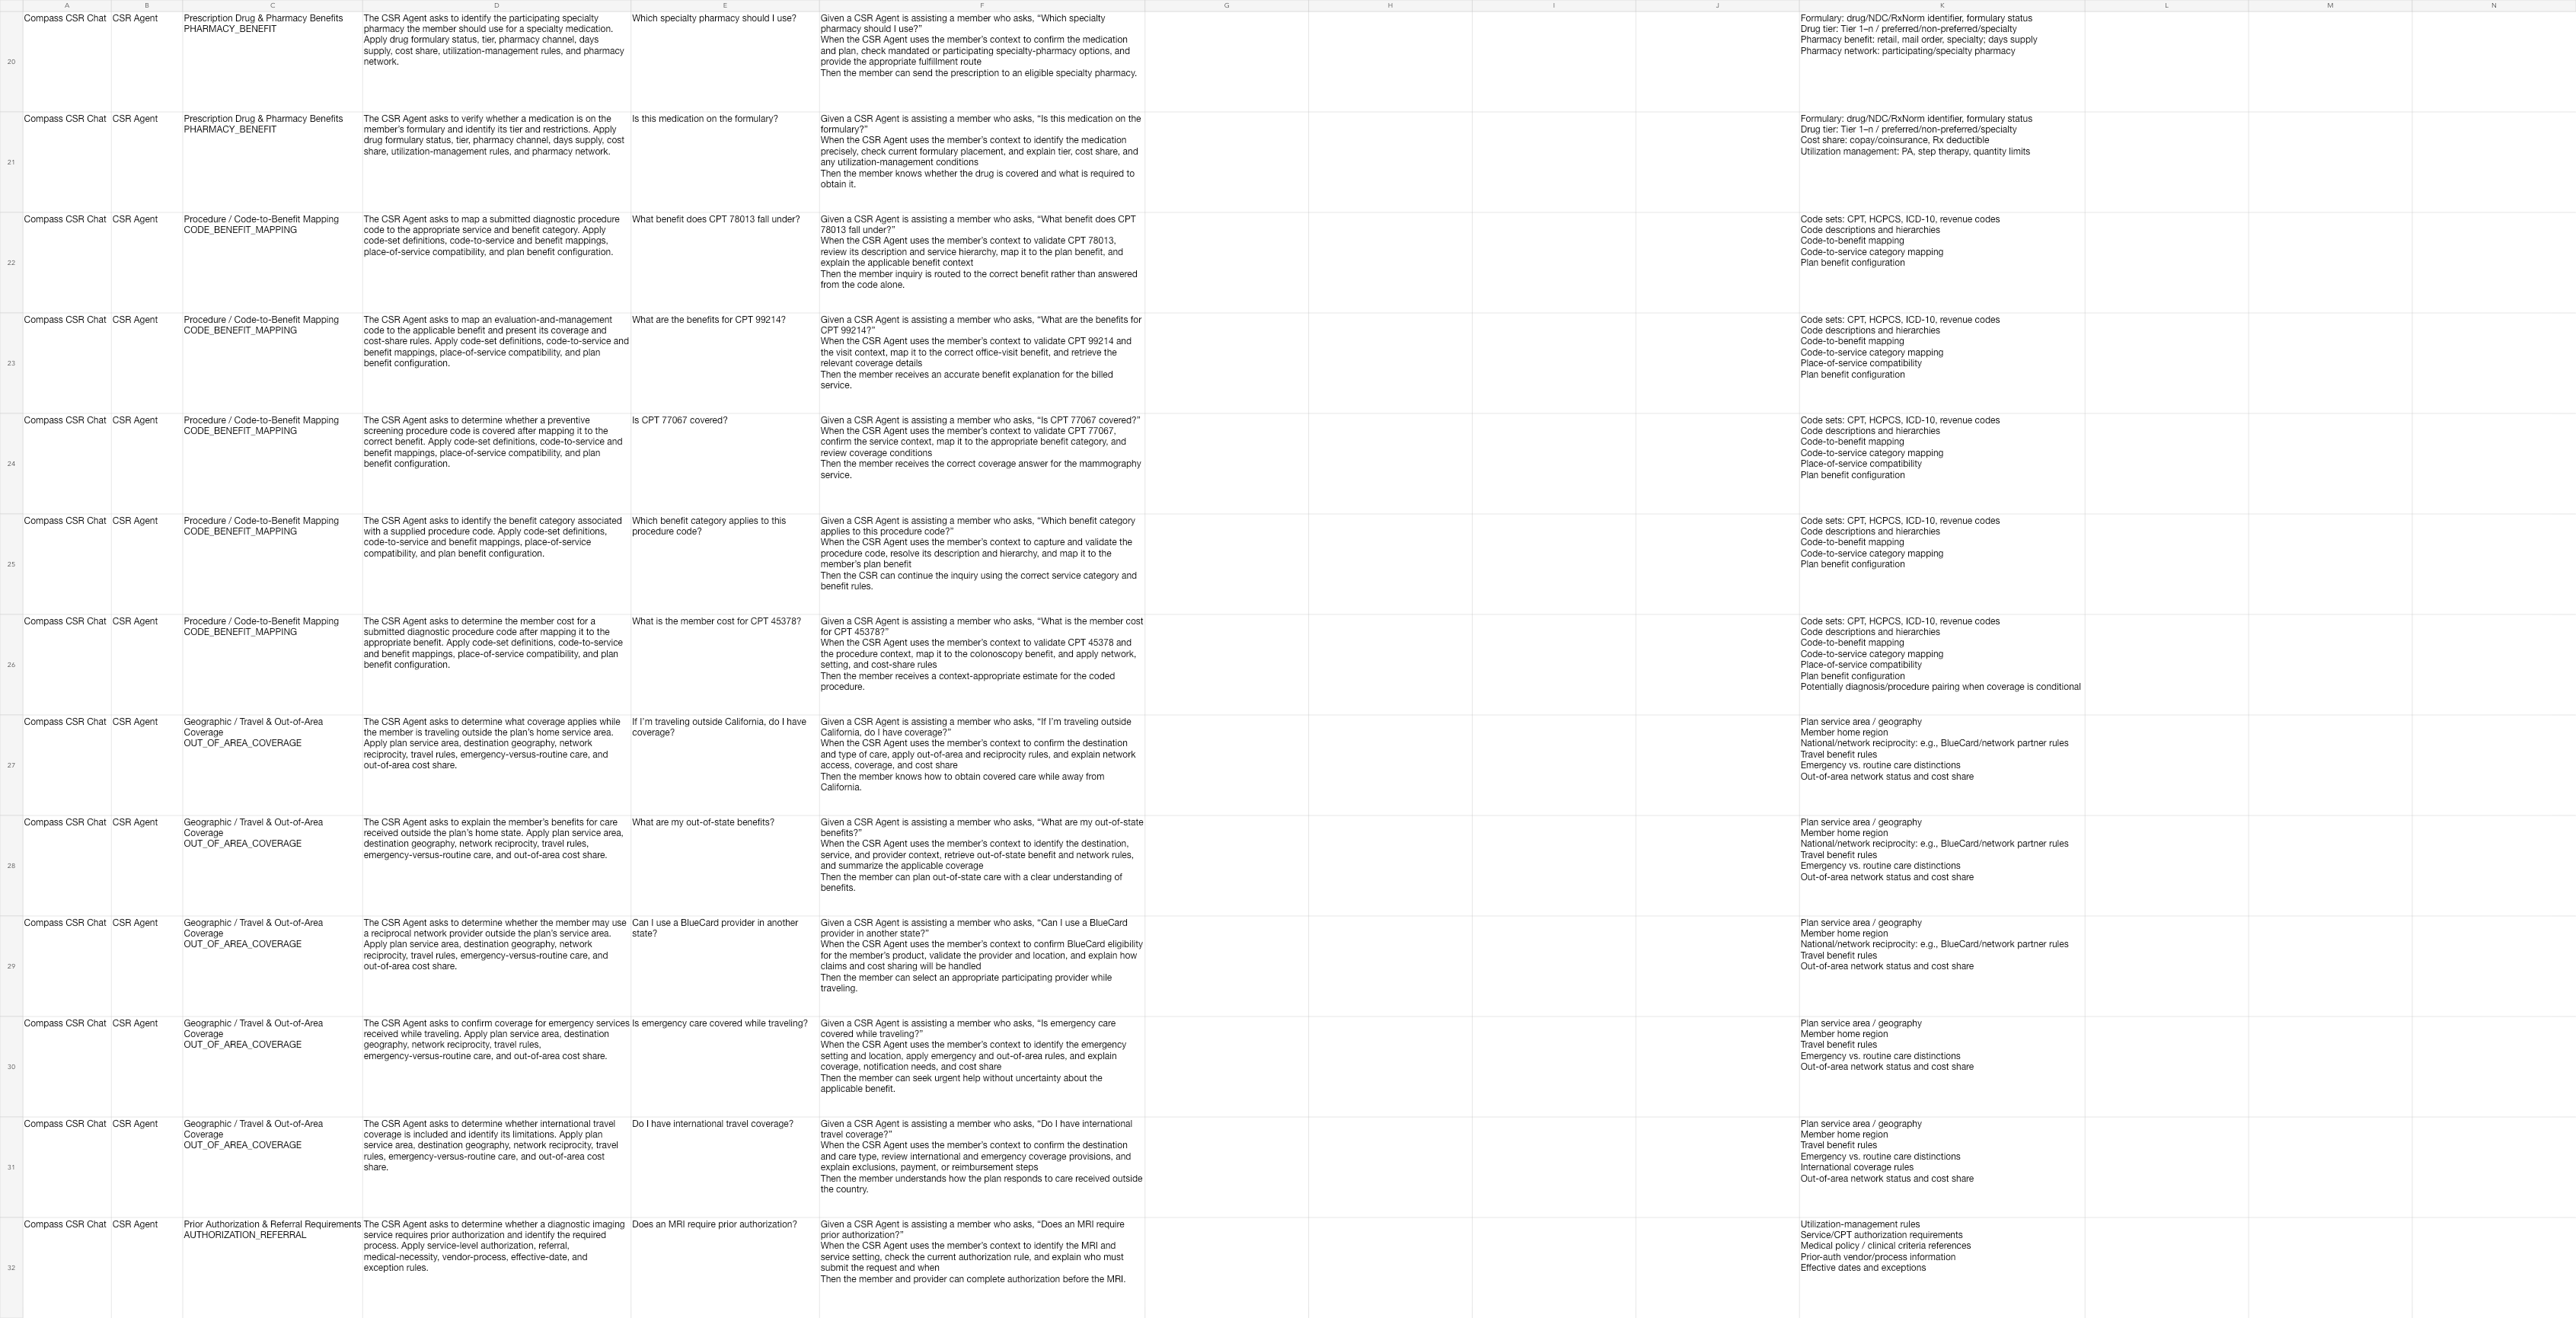 A B C D E F G H I J K L M N
20
Compass CSR Chat
CSR Agent
Prescription Drug & Pharmacy Benefits
PHARMACY_BENEFIT
The CSR Agent asks to identify the participating specialty
pharmacy the member should use for a specialty medication.
Apply drug formulary status, tier, pharmacy channel, days
supply, cost share, utilization-management rules, and pharmacy
network.
Which specialty pharmacy should I use?
Given a CSR Agent is assisting a member who asks, “Which specialty
pharmacy should I use?”
When the CSR Agent uses the member’s context to confirm the medication
and plan, check mandated or participating specialty-pharmacy options, and
provide the appropriate fulfillment route
Then the member can send the prescription to an eligible specialty pharmacy.
Formulary: drug/NDC/RxNorm identifier, formulary status
Drug tier: Tier 1–n / preferred/non-preferred/specialty
Pharmacy benefit: retail, mail order, specialty; days supply
Pharmacy network: participating/specialty pharmacy
21
Compass CSR Chat
CSR Agent
Prescription Drug & Pharmacy Benefits
PHARMACY_BENEFIT
The CSR Agent asks to verify whether a medication is on the
member’s formulary and identify its tier and restrictions. Apply
drug formulary status, tier, pharmacy channel, days supply, cost
share, utilization-management rules, and pharmacy network.
Is this medication on the formulary?
Given a CSR Agent is assisting a member who asks, “Is this medication on the
formulary?”
When the CSR Agent uses the member’s context to identify the medication
precisely, check current formulary placement, and explain tier, cost share, and
any utilization-management conditions
Then the member knows whether the drug is covered and what is required to
obtain it.
Formulary: drug/NDC/RxNorm identifier, formulary status
Drug tier: Tier 1–n / preferred/non-preferred/specialty
Cost share: copay/coinsurance, Rx deductible
Utilization management: PA, step therapy, quantity limits
22
Compass CSR Chat
CSR Agent
Procedure / Code-to-Benefit Mapping
CODE_BENEFIT_MAPPING
The CSR Agent asks to map a submitted diagnostic procedure
code to the appropriate service and benefit category. Apply
code-set definitions, code-to-service and benefit mappings,
place-of-service compatibility, and plan benefit configuration.
What benefit does CPT 78013 fall under?
Given a CSR Agent is assisting a member who asks, “What benefit does CPT
78013 fall under?”
When the CSR Agent uses the member’s context to validate CPT 78013,
review its description and service hierarchy, map it to the plan benefit, and
explain the applicable benefit context
Then the member inquiry is routed to the correct benefit rather than answered
from the code alone.
Code sets: CPT, HCPCS, ICD-10, revenue codes
Code descriptions and hierarchies
Code-to-benefit mapping
Code-to-service category mapping
Plan benefit configuration
23
Compass CSR Chat
CSR Agent
Procedure / Code-to-Benefit Mapping
CODE_BENEFIT_MAPPING
The CSR Agent asks to map an evaluation-and-management
code to the applicable benefit and present its coverage and
cost-share rules. Apply code-set definitions, code-to-service and
benefit mappings, place-of-service compatibility, and plan
benefit configuration.
What are the benefits for CPT 99214?
Given a CSR Agent is assisting a member who asks, “What are the benefits for
CPT 99214?”
When the CSR Agent uses the member’s context to validate CPT 99214 and
the visit context, map it to the correct office-visit benefit, and retrieve the
relevant coverage details
Then the member receives an accurate benefit explanation for the billed
service.
Code sets: CPT, HCPCS, ICD-10, revenue codes
Code descriptions and hierarchies
Code-to-benefit mapping
Code-to-service category mapping
Place-of-service compatibility
Plan benefit configuration
24
Compass CSR Chat
CSR Agent
Procedure / Code-to-Benefit Mapping
CODE_BENEFIT_MAPPING
The CSR Agent asks to determine whether a preventive
screening procedure code is covered after mapping it to the
correct benefit. Apply code-set definitions, code-to-service and
benefit mappings, place-of-service compatibility, and plan
benefit configuration.
Is CPT 77067 covered?
Given a CSR Agent is assisting a member who asks, “Is CPT 77067 covered?”
When the CSR Agent uses the member’s context to validate CPT 77067,
confirm the service context, map it to the appropriate benefit category, and
review coverage conditions
Then the member receives the correct coverage answer for the mammography
service.
Code sets: CPT, HCPCS, ICD-10, revenue codes
Code descriptions and hierarchies
Code-to-benefit mapping
Code-to-service category mapping
Place-of-service compatibility
Plan benefit configuration
25
Compass CSR Chat
CSR Agent
Procedure / Code-to-Benefit Mapping
CODE_BENEFIT_MAPPING
The CSR Agent asks to identify the benefit category associated
with a supplied procedure code. Apply code-set definitions,
code-to-service and benefit mappings, place-of-service
compatibility, and plan benefit configuration.
Which benefit category applies to this
procedure code?
Given a CSR Agent is assisting a member who asks, “Which benefit category
applies to this procedure code?”
When the CSR Agent uses the member’s context to capture and validate the
procedure code, resolve its description and hierarchy, and map it to the
member’s plan benefit
Then the CSR can continue the inquiry using the correct service category and
benefit rules.
Code sets: CPT, HCPCS, ICD-10, revenue codes
Code descriptions and hierarchies
Code-to-benefit mapping
Code-to-service category mapping
Plan benefit configuration
26
Compass CSR Chat
CSR Agent
Procedure / Code-to-Benefit Mapping
CODE_BENEFIT_MAPPING
The CSR Agent asks to determine the member cost for a
submitted diagnostic procedure code after mapping it to the
appropriate benefit. Apply code-set definitions, code-to-service
and benefit mappings, place-of-service compatibility, and plan
benefit configuration.
What is the member cost for CPT 45378?
Given a CSR Agent is assisting a member who asks, “What is the member cost
for CPT 45378?”
When the CSR Agent uses the member’s context to validate CPT 45378 and
the procedure context, map it to the colonoscopy benefit, and apply network,
setting, and cost-share rules
Then the member receives a context-appropriate estimate for the coded
procedure.
Code sets: CPT, HCPCS, ICD-10, revenue codes
Code descriptions and hierarchies
Code-to-benefit mapping
Code-to-service category mapping
Place-of-service compatibility
Plan benefit configuration
Potentially diagnosis/procedure pairing when coverage is conditional
27
Compass CSR Chat
CSR Agent
Geographic / Travel & Out-of-Area
Coverage
OUT_OF_AREA_COVERAGE
The CSR Agent asks to determine what coverage applies while
the member is traveling outside the plan’s home service area.
Apply plan service area, destination geography, network
reciprocity, travel rules, emergency-versus-routine care, and
out-of-area cost share.
If I’m traveling outside California, do I have
coverage?
Given a CSR Agent is assisting a member who asks, “If I’m traveling outside
California, do I have coverage?”
When the CSR Agent uses the member’s context to confirm the destination
and type of care, apply out-of-area and reciprocity rules, and explain network
access, coverage, and cost share
Then the member knows how to obtain covered care while away from
California.
Plan service area / geography
Member home region
National/network reciprocity: e.g., BlueCard/network partner rules
Travel benefit rules
Emergency vs. routine care distinctions
Out-of-area network status and cost share
28
Compass CSR Chat
CSR Agent
Geographic / Travel & Out-of-Area
Coverage
OUT_OF_AREA_COVERAGE
The CSR Agent asks to explain the member’s benefits for care
received outside the plan’s home state. Apply plan service area,
destination geography, network reciprocity, travel rules,
emergency-versus-routine care, and out-of-area cost share.
What are my out-of-state benefits?
Given a CSR Agent is assisting a member who asks, “What are my out-of-state
benefits?”
When the CSR Agent uses the member’s context to identify the destination,
service, and provider context, retrieve out-of-state benefit and network rules,
and summarize the applicable coverage
Then the member can plan out-of-state care with a clear understanding of
benefits.
Plan service area / geography
Member home region
National/network reciprocity: e.g., BlueCard/network partner rules
Travel benefit rules
Emergency vs. routine care distinctions
Out-of-area network status and cost share
29
Compass CSR Chat
CSR Agent
Geographic / Travel & Out-of-Area
Coverage
OUT_OF_AREA_COVERAGE
The CSR Agent asks to determine whether the member may use
a reciprocal network provider outside the plan’s service area.
Apply plan service area, destination geography, network
reciprocity, travel rules, emergency-versus-routine care, and
out-of-area cost share.
Can I use a BlueCard provider in another
state?
Given a CSR Agent is assisting a member who asks, “Can I use a BlueCard
provider in another state?”
When the CSR Agent uses the member’s context to confirm BlueCard eligibility
for the member’s product, validate the provider and location, and explain how
claims and cost sharing will be handled
Then the member can select an appropriate participating provider while
traveling.
Plan service area / geography
Member home region
National/network reciprocity: e.g., BlueCard/network partner rules
Travel benefit rules
Out-of-area network status and cost share
30
Compass CSR Chat
CSR Agent
Geographic / Travel & Out-of-Area
Coverage
OUT_OF_AREA_COVERAGE
The CSR Agent asks to confirm coverage for emergency services
received while traveling. Apply plan service area, destination
geography, network reciprocity, travel rules,
emergency-versus-routine care, and out-of-area cost share.
Is emergency care covered while traveling?
Given a CSR Agent is assisting a member who asks, “Is emergency care
covered while traveling?”
When the CSR Agent uses the member’s context to identify the emergency
setting and location, apply emergency and out-of-area rules, and explain
coverage, notification needs, and cost share
Then the member can seek urgent help without uncertainty about the
applicable benefit.
Plan service area / geography
Member home region
Travel benefit rules
Emergency vs. routine care distinctions
Out-of-area network status and cost share
31
Compass CSR Chat
CSR Agent
Geographic / Travel & Out-of-Area
Coverage
OUT_OF_AREA_COVERAGE
The CSR Agent asks to determine whether international travel
coverage is included and identify its limitations. Apply plan
service area, destination geography, network reciprocity, travel
rules, emergency-versus-routine care, and out-of-area cost
share.
Do I have international travel coverage?
Given a CSR Agent is assisting a member who asks, “Do I have international
travel coverage?”
When the CSR Agent uses the member’s context to confirm the destination
and care type, review international and emergency coverage provisions, and
explain exclusions, payment, or reimbursement steps
Then the member understands how the plan responds to care received outside
the country.
Plan service area / geography
Member home region
Travel benefit rules
Emergency vs. routine care distinctions
International coverage rules
Out-of-area network status and cost share
32
Compass CSR Chat
CSR Agent
Prior Authorization & Referral Requirements
AUTHORIZATION_REFERRAL
The CSR Agent asks to determine whether a diagnostic imaging
service requires prior authorization and identify the required
process. Apply service-level authorization, referral,
medical-necessity, vendor-process, effective-date, and
exception rules.
Does an MRI require prior authorization?
Given a CSR Agent is assisting a member who asks, “Does an MRI require
prior authorization?”
When the CSR Agent uses the member’s context to identify the MRI and
service setting, check the current authorization rule, and explain who must
submit the request and when
Then the member and provider can complete authorization before the MRI.
Utilization-management rules
Service/CPT authorization requirements
Medical policy / clinical criteria references
Prior-auth vendor/process information
Effective dates and exceptions